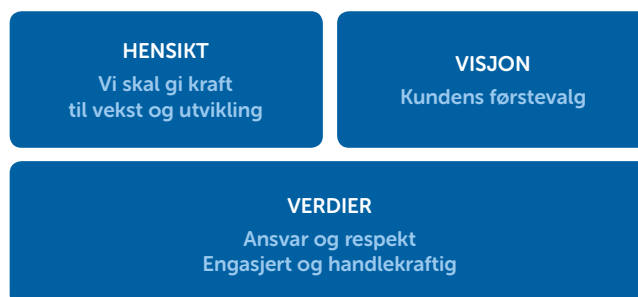 HENSIKT
Vi skal gi kraft
til vekst og utvikling
VISJON
Kundens førstevalg
VERDIER
Ansvar og respekt
Engasjert og handlekraftig